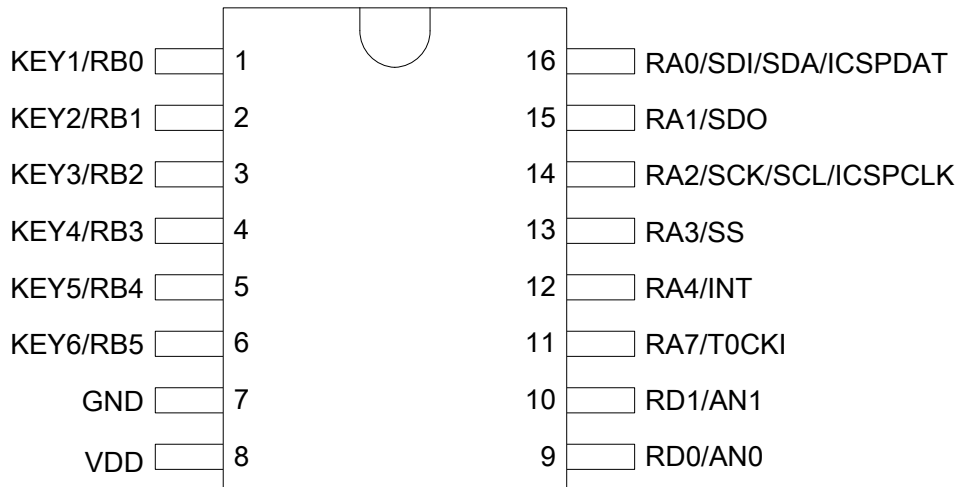 KEY1/RB0 1 16 RA0/SDI/SDA/ICSPDAT
KEY2/RB1 2 15 RA1/SDO
KEY3/RB2 3 14 RA2/SCK/SCL/ICSPCLK
KEY4/RB3 4 13 RA3/SS
KEY5/RB4 5 12 RA4/INT
KEY6/RB5 6 11 RA7/T0CKI
GND 7 10 RD1/AN1
VDD 8 9 RD0/AN0